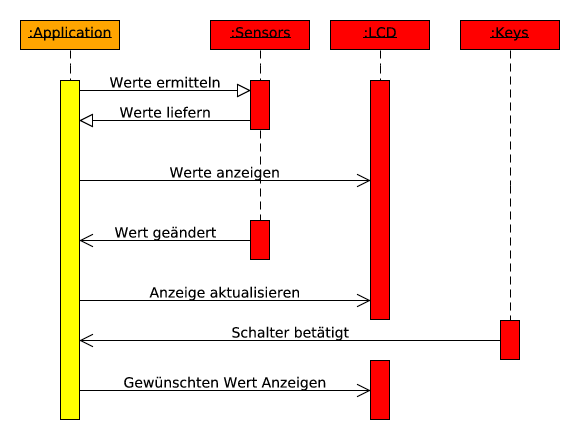 :Application
:Sensors
:LCD
:Keys
Werte ermitteln
Werte liefern
Werte anzeigen
Wert geändert
Anzeige aktualisieren
Schalter betätigt
Gewünschten Wert Anzeigen